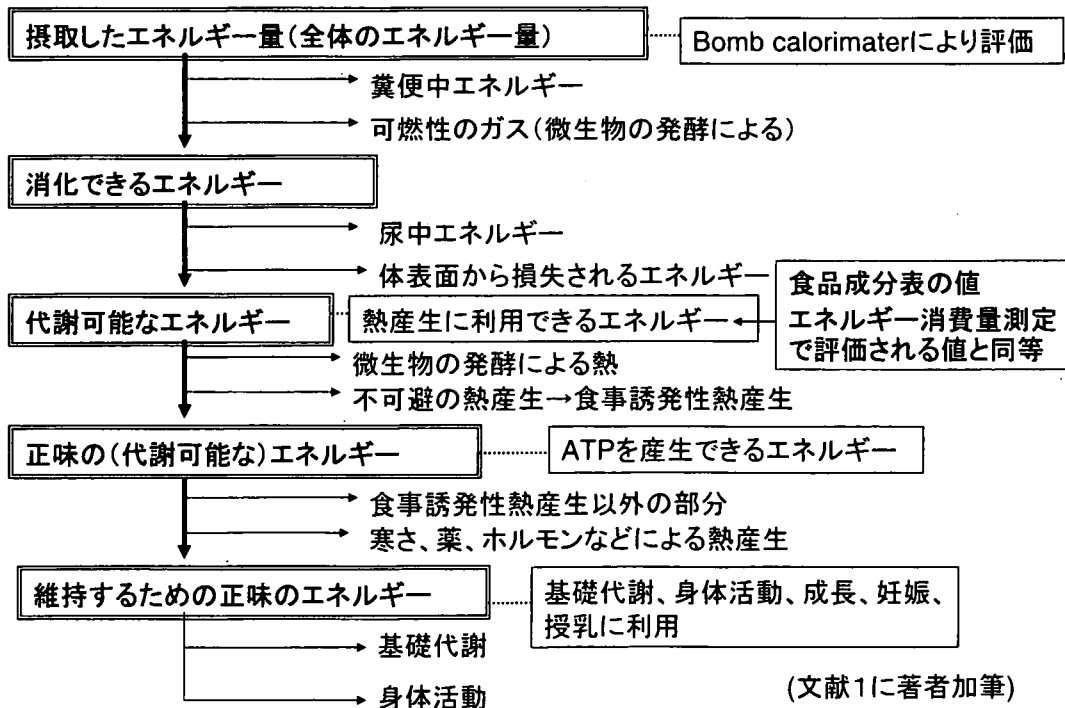 摂取したエネルギー量(全体のエネルギー量)
Bomb calorimaterにより評価
糞便中エネルギー
可燃性のガス(微生物の発酵による)
消化できるエネルギー
尿中エネルギー
体表面から損失されるエネルギー
食品成分表の値
エネルギー消費量測定
で評価される値と同等
代謝可能なエネルギー
熱産生に利用できるエネルギー
微生物の発酵による熱
不可避の熱産生→食事誘発性熱産生
正味の(代謝可能な)エネルギー
ATPを産生できるエネルギー
食事誘発性熱産生以外の部分
寒さ、薬、ホルモンなどによる熱産生
維持するための正味のエネルギー
基礎代謝、身体活動、成長、妊娠、
授乳に利用
基礎代謝
身体活動
(文献1に著者加筆)